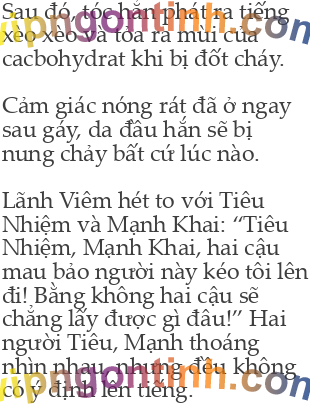 Sau đó, tóc hắn phát ra tiếng
xèo xèo và tỏa ra mùi của
cacbohydrat khi bị đốt cháy.
Cảm giác nóng rát đã ở ngay
sau gáy, da đầu hắn sẽ bị
nung chảy bất cứ lúc nào.
Lãnh Viêm hét to với Tiêu
Nhiệm và Mạnh Khai: “Tiêu
Nhiệm, Mạnh Khai, hai cậu
mau bảo người này kéo tôi lên
đi! Bằng không hai cậu sẽ
chẳng lấy được gì đâu!” Hai
người Tiêu, Mạnh thoáng
nhìn nhau, nhưng đều không
có ý định lên tiếng.
vipngontinh.com
vipngontinh.com